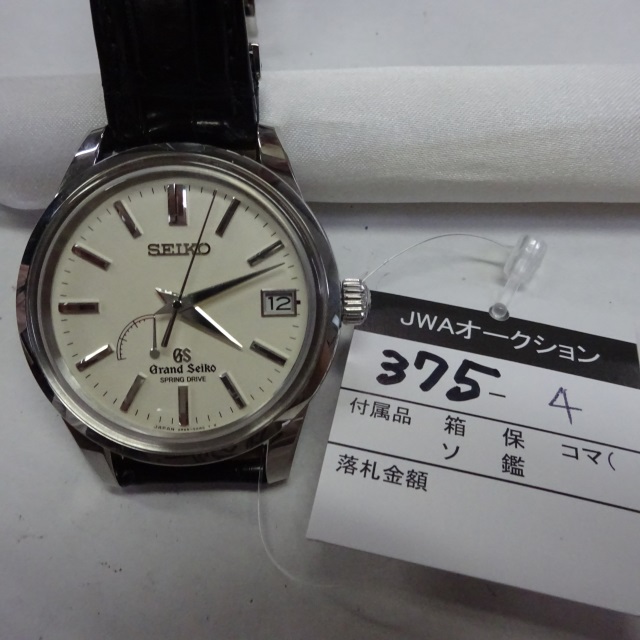 SEIKO
12
GS
Grand Seiko
SPRING DRIVE
JWAオークション
375- 4
付属品 箱 保 コマ(
ソ 鑑
落札金額